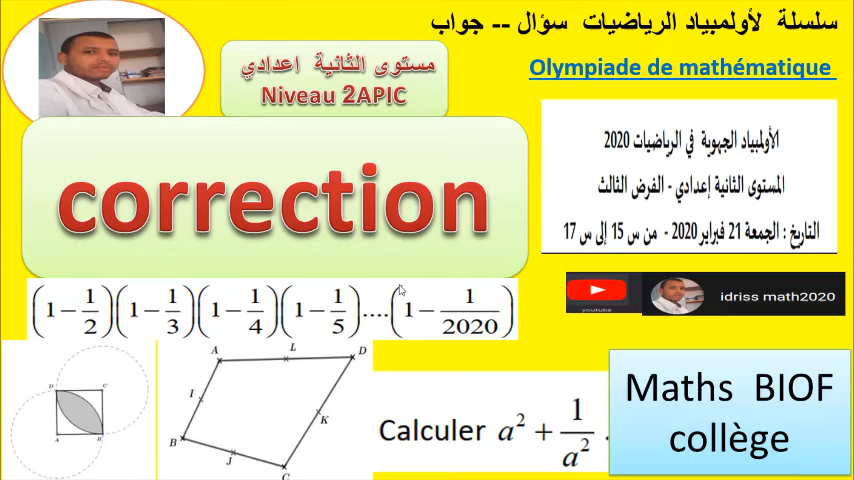 سلسلة لأولمبياد الرياضيات سؤال -- جواب
مستوى الثانية اعدادي
Niveau 2APIC
Olympiade de mathématique
correction
الأولمبياد الجهوية في الرياضيات 2020
المستوى الثانية إعدادي - الفرض الثالث
التاريخ : الجمعة 21 فبراير 2020 - من س 15 إلى س 17
youtube
idriss math2020
(1 - 1/2)(1 - 1/3)(1 - 1/4)(1 - 1/5)....(1 - 1/2020)
D C
A B
A L D
I K
B J C
Calculer a² + 1/a² .
Maths BIOF
collège